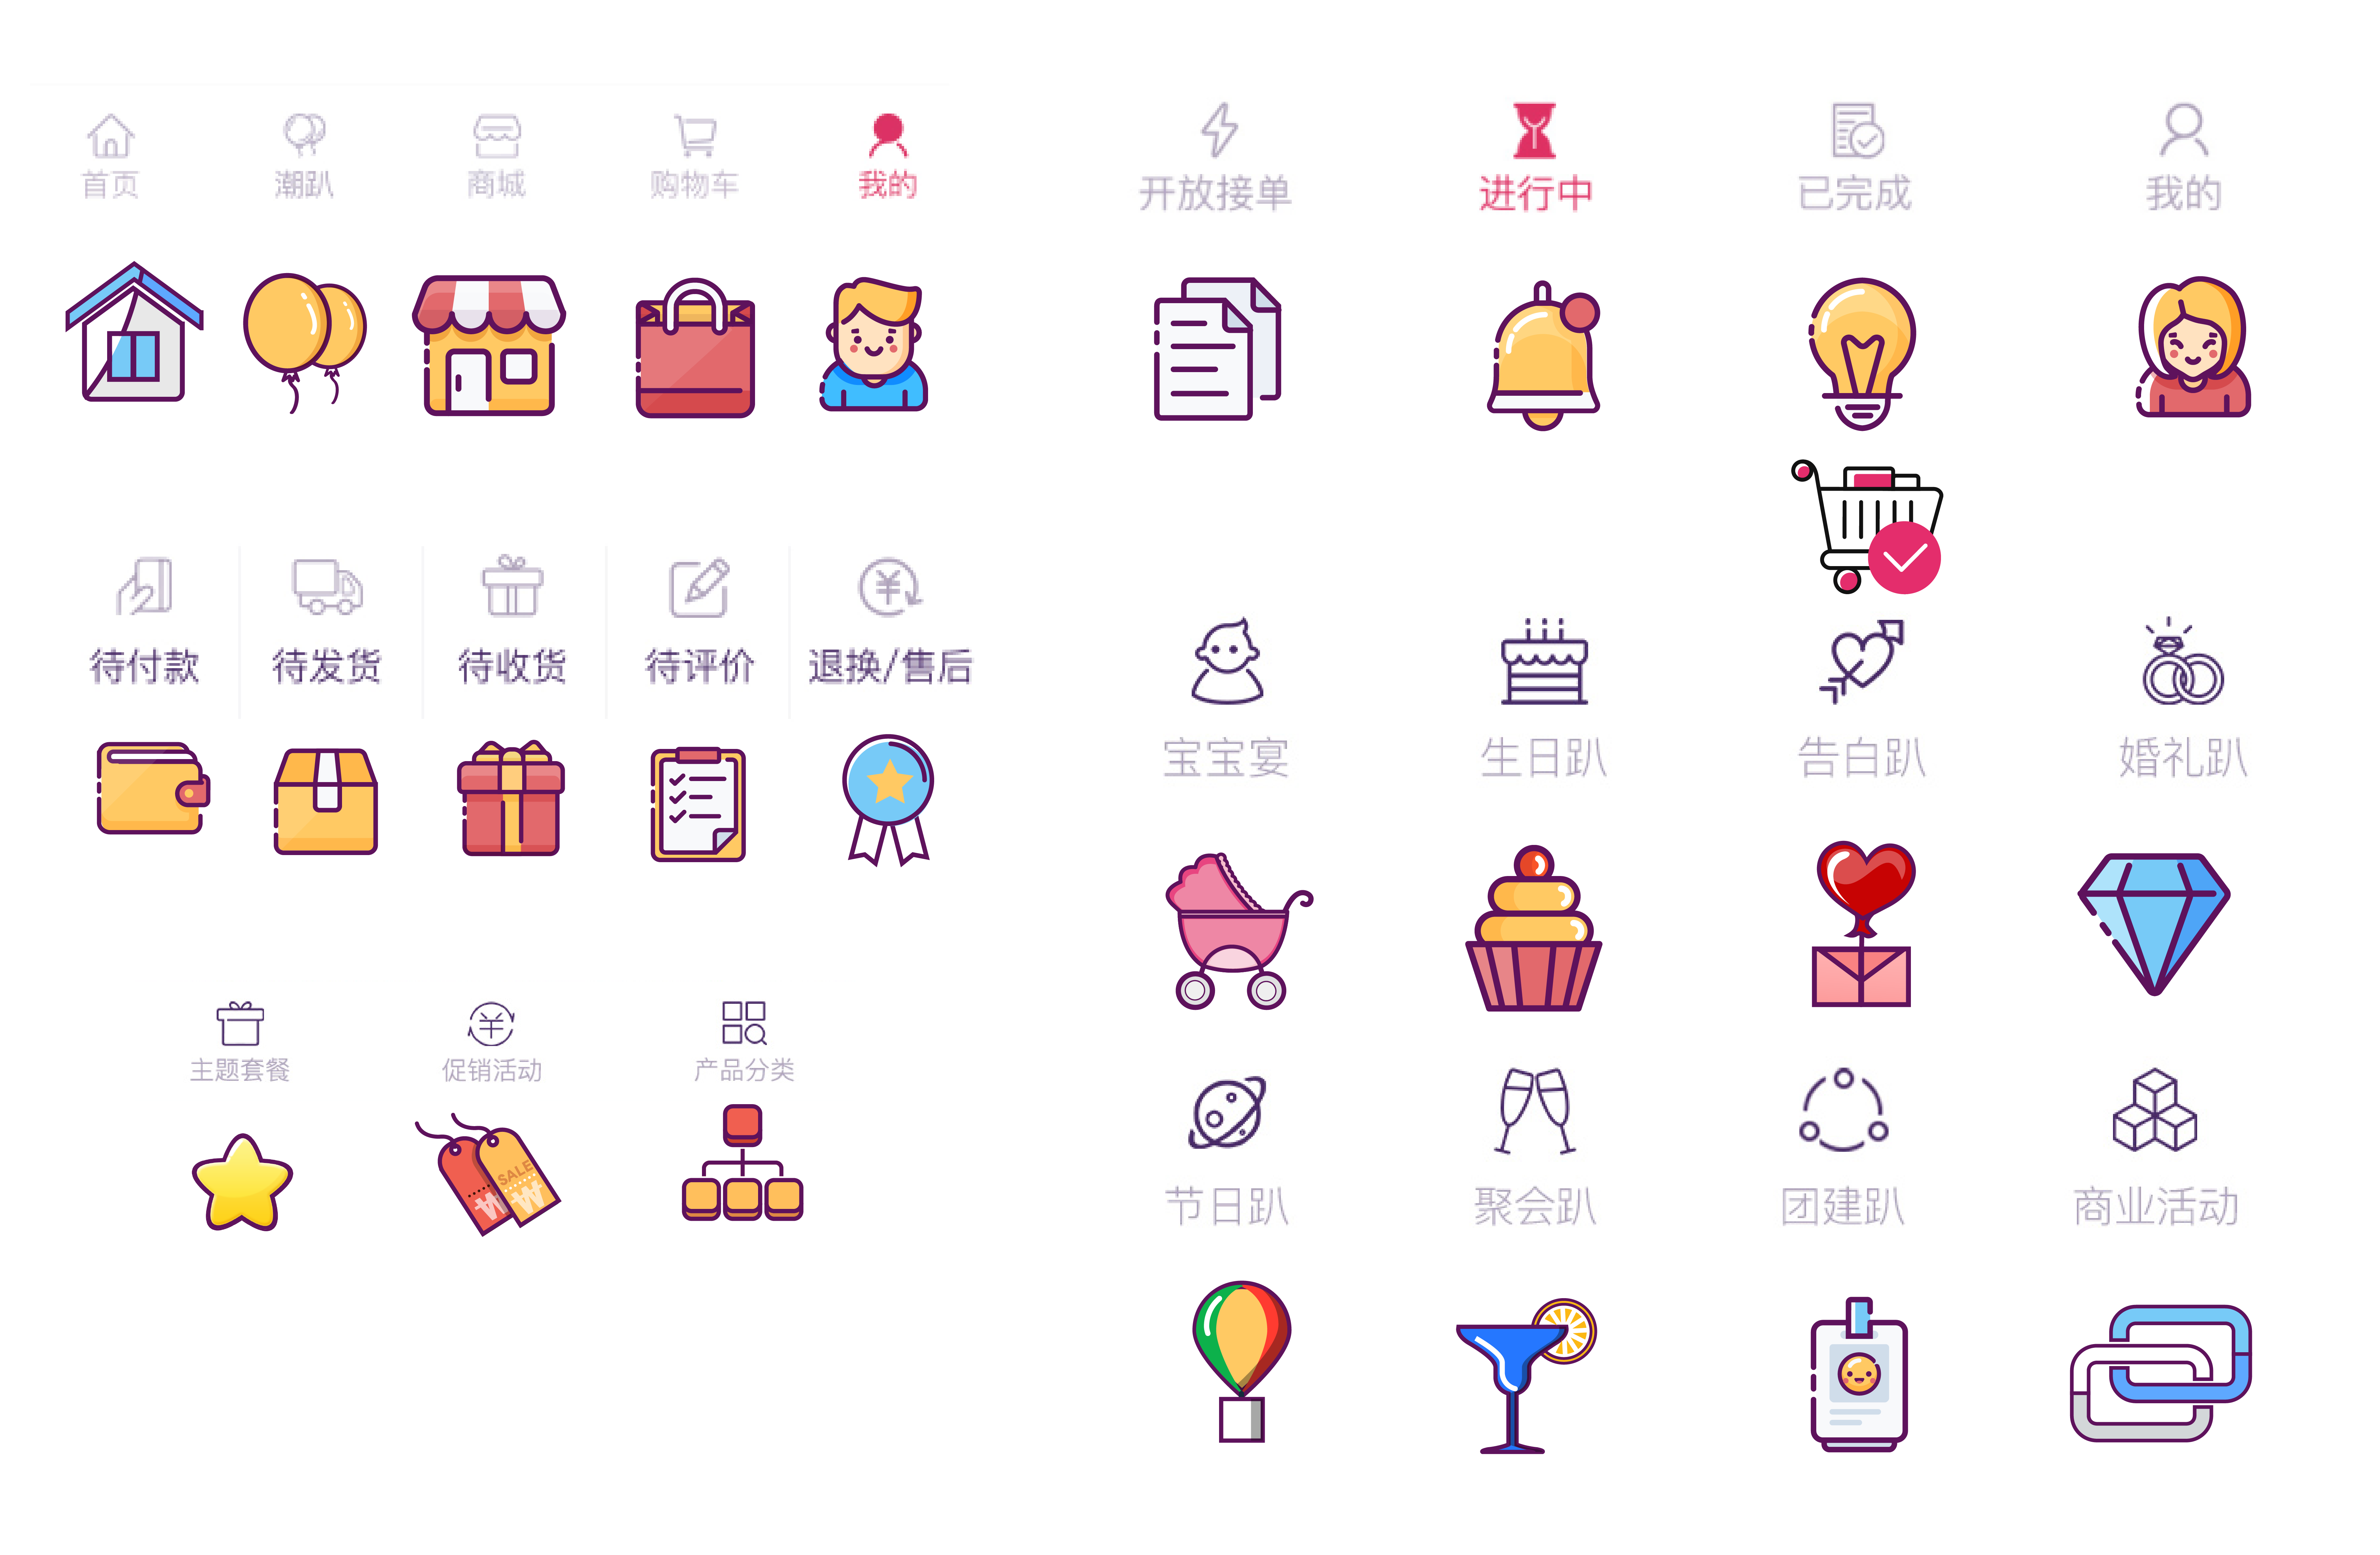 首页 潮趴 商城 购物车 我的
开放接单 进行中 已完成 我的
待付款 待发货 待收货 待评价 退换/售后
宝宝宴 生日趴 告白趴 婚礼趴
主题套餐 促销活动 产品分类
SALE
₩ ₩
节日趴 聚会趴 团建趴 商业活动